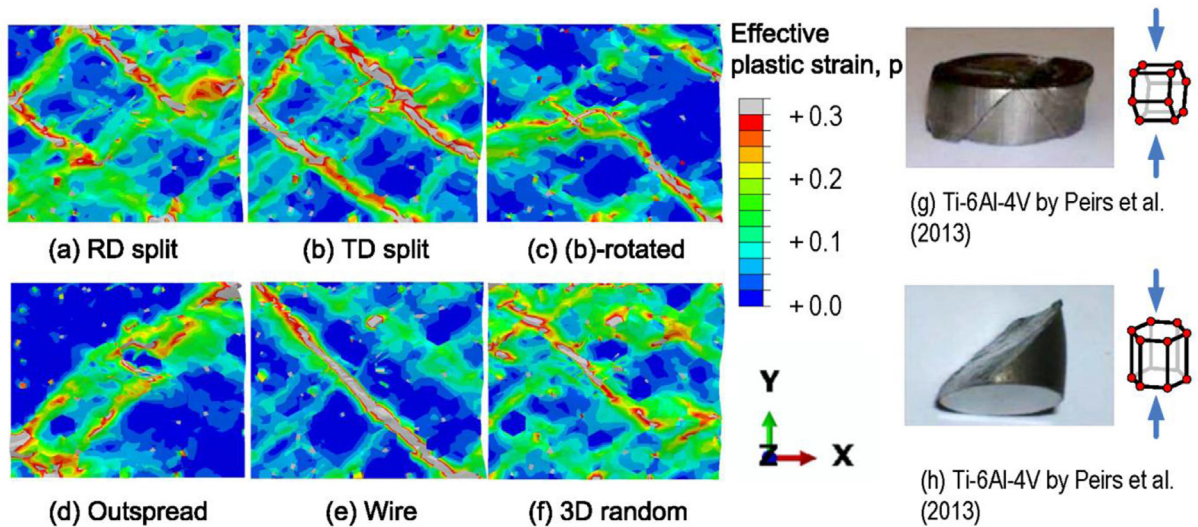 (a) RD split
(b) TD split
(c) (b)-rotated
(d) Outspread
(e) Wire
(f) 3D random
Effective
plastic strain, p
+ 0.3
+ 0.2
+ 0.1
+ 0.0
Y
Z
X
(g) Ti-6Al-4V by Peirs et al.
(2013)
(h) Ti-6Al-4V by Peirs et al.
(2013)